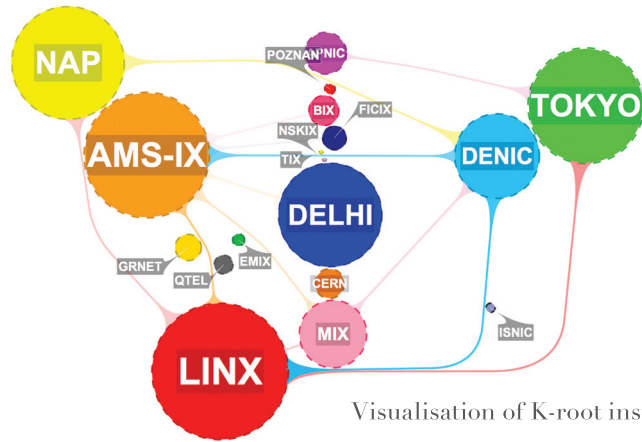 NAP
POZNAN
PNIC
TOKYO
BIX
FICIX
NSKIX
AMS-IX
TIX
DENIC
DELHI
GRNET
EMIX
QTEL
CERN
MIX
ISNIC
LINX
Visualisation of K-root ins